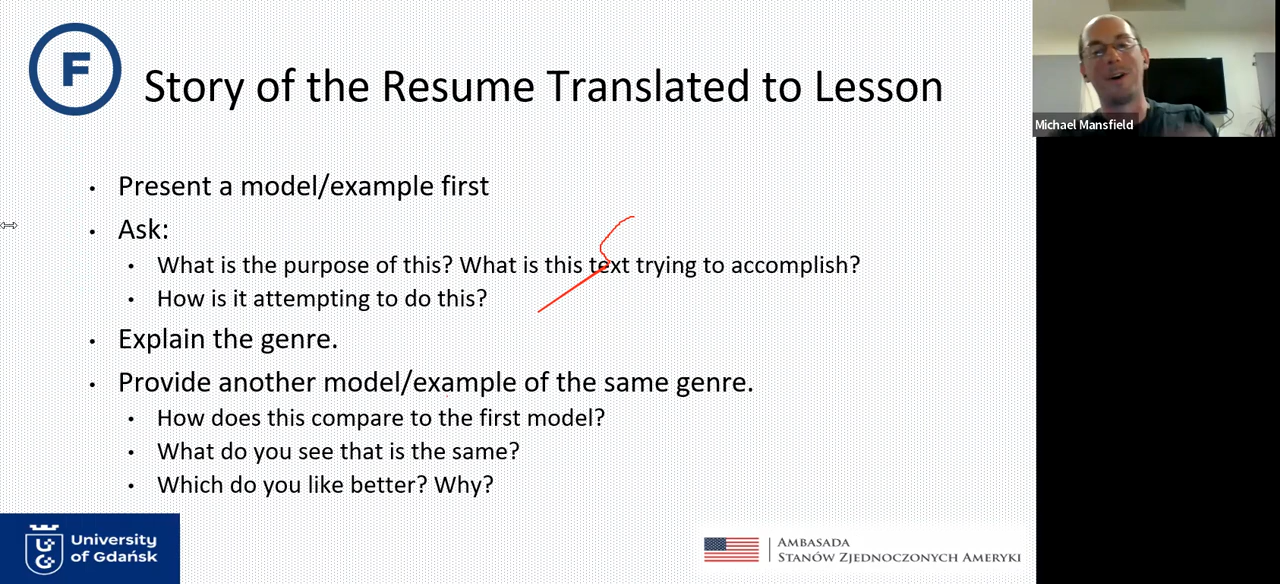 F
Story of the Resume Translated to Lesson
Michael Mansfield
• Present a model/example first
• Ask:
• What is the purpose of this? What is this text trying to accomplish?
• How is it attempting to do this?
• Explain the genre.
• Provide another model/example of the same genre.
• How does this compare to the first model?
• What do you see that is the same?
• Which do you like better? Why?
UG
University
of Gdańsk
AMBASADA
STANÓW ZJEDNOCZONYCH AMERYKI